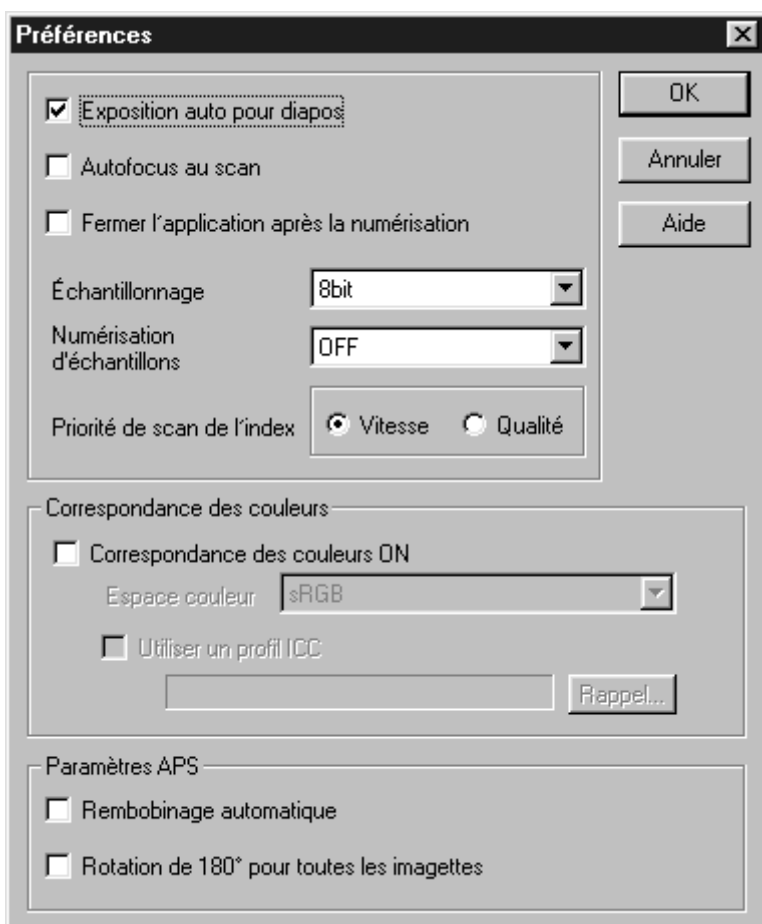 Préférences
Exposition auto pour diapos
OK
Autofocus au scan
Annuler
Fermer l'application après la numérisation
Aide
Échantillonnage
8bit
Numérisation
d'échantillons
OFF
Priorité de scan de l'index
Vitesse
Qualité
Correspondance des couleurs
Correspondance des couleurs ON
Espace couleur
sRGB
Utiliser un profil ICC
Rappel...
Paramètres APS
Rembobinage automatique
Rotation de 180° pour toutes les imagettes